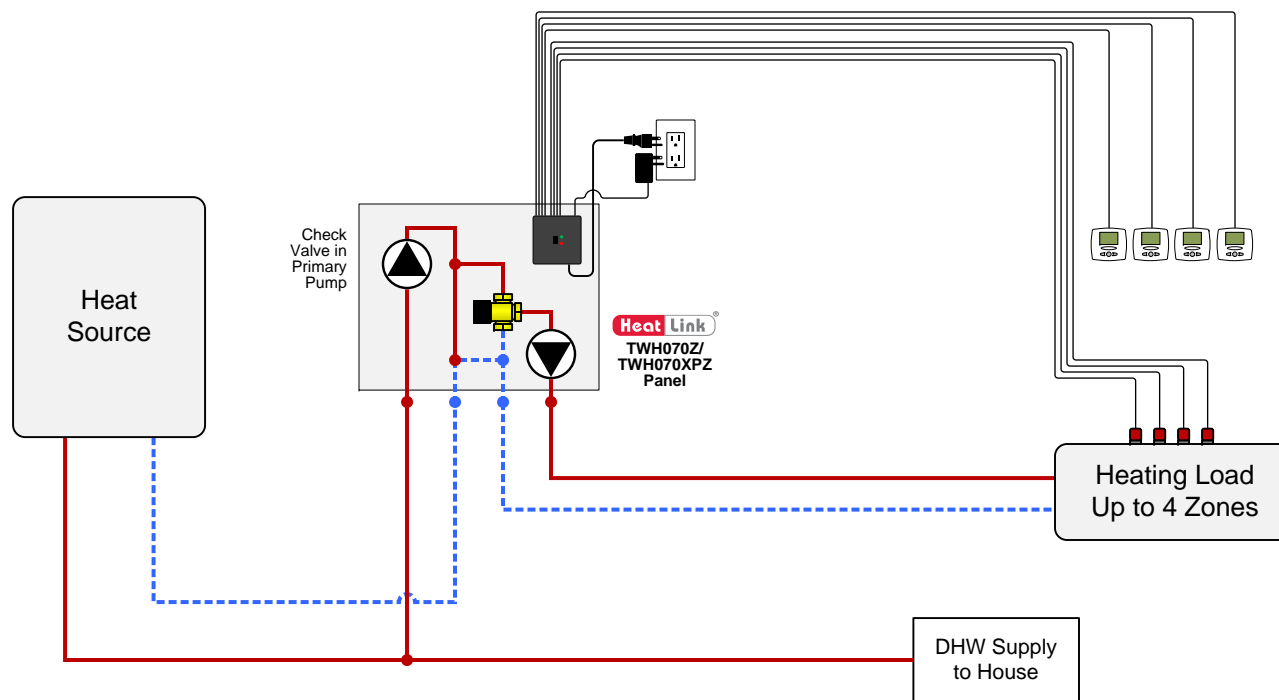 Check
Valve in
Primary
Pump
Heat
Source
Heat Link®
TWH070Z/
TWH070XPZ
Panel
Heating Load
Up to 4 Zones
DHW Supply
to House